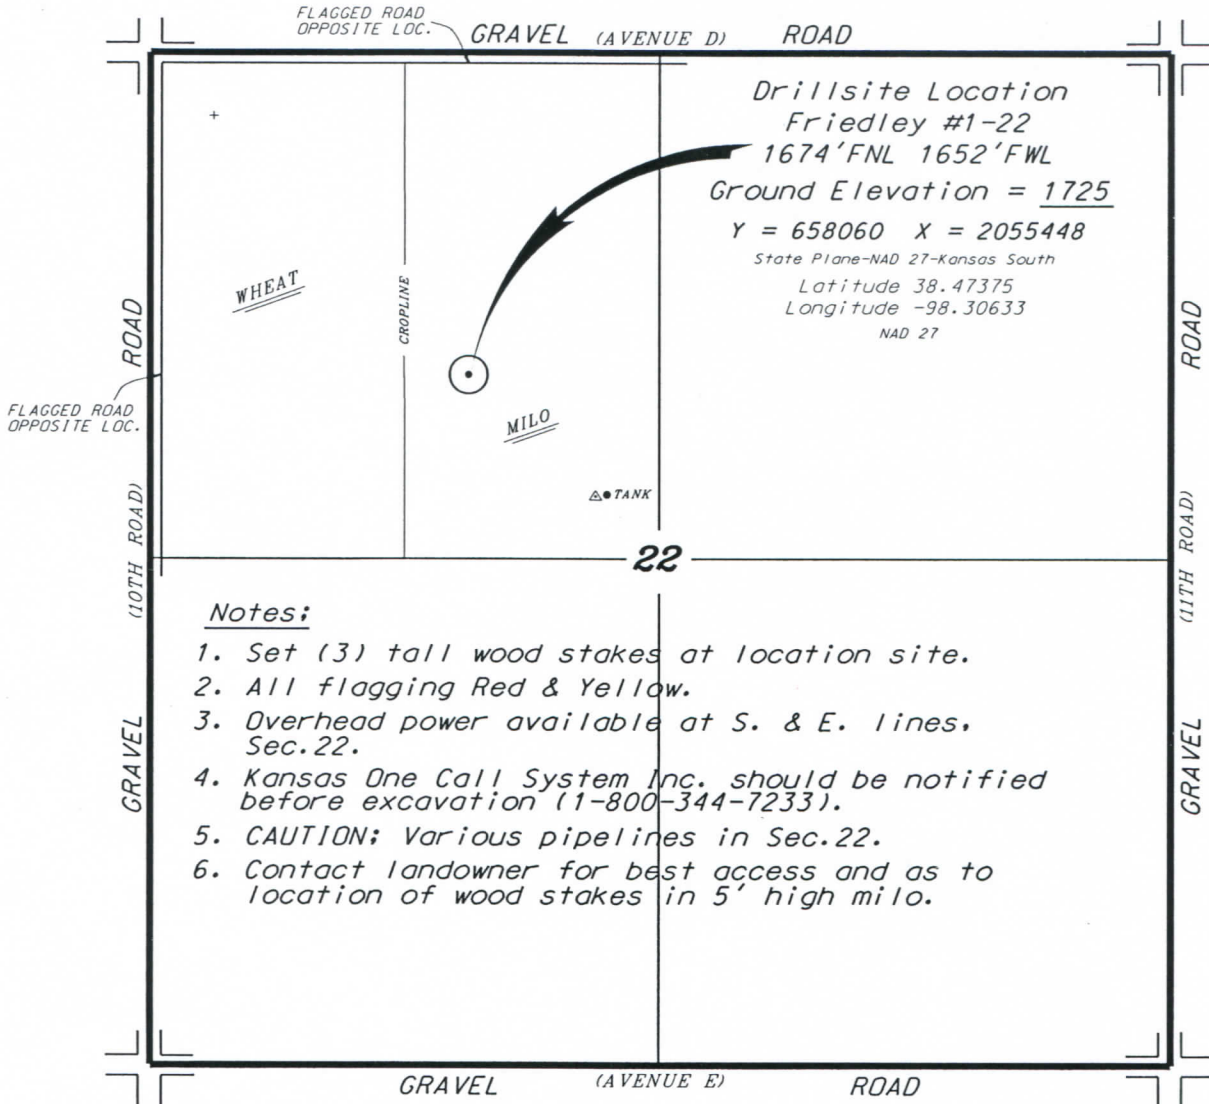 FLAGGED ROAD
OPPOSITE LOC.
GRAVEL (AVENUE D) ROAD
Drillsite Location
Friedley #1-22
1674'FNL 1652'FWL
Ground Elevation = 1725
Y = 658060 X = 2055448
State Plane-NAD 27-Kansas South
Latitude 38.47375
Longitude -98.30633
NAD 27
WHEAT
CROPLINE
MILO
TANK
ROAD
FLAGGED ROAD
OPPOSITE LOC.
(10TH ROAD)
GRAVEL
ROAD
(11TH ROAD)
GRAVEL
22
Notes:
1. Set (3) tall wood stakes at location site.
2. All flagging Red & Yellow.
3. Overhead power available at S. & E. lines,
Sec.22.
4. Kansas One Call System Inc. should be notified
before excavation (1-800-344-7233).
5. CAUTION: Various pipelines in Sec.22.
6. Contact landowner for best access and as to
location of wood stakes in 5' high milo.
GRAVEL (AVENUE E) ROAD